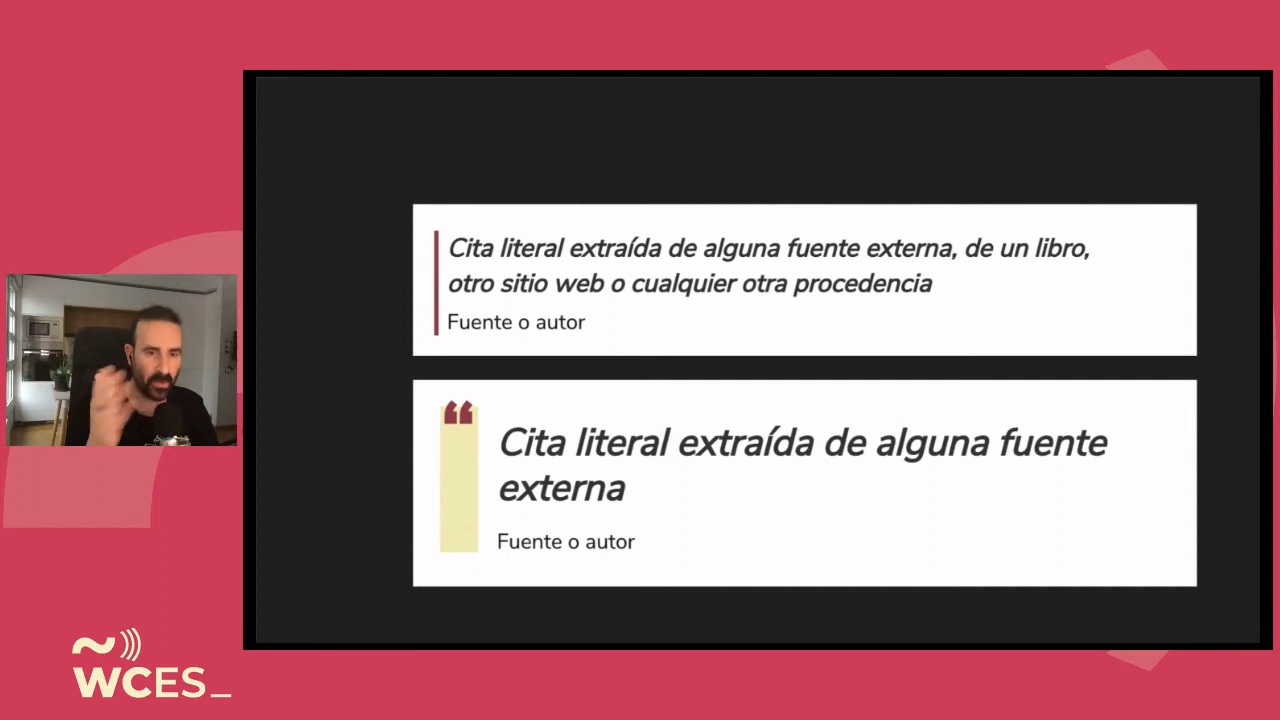 Cita literal extraída de alguna fuente externa, de un libro,
otro sitio web o cualquier otra procedencia
Fuente o autor
“
Cita literal extraída de alguna fuente
externa
Fuente o autor
WCES_